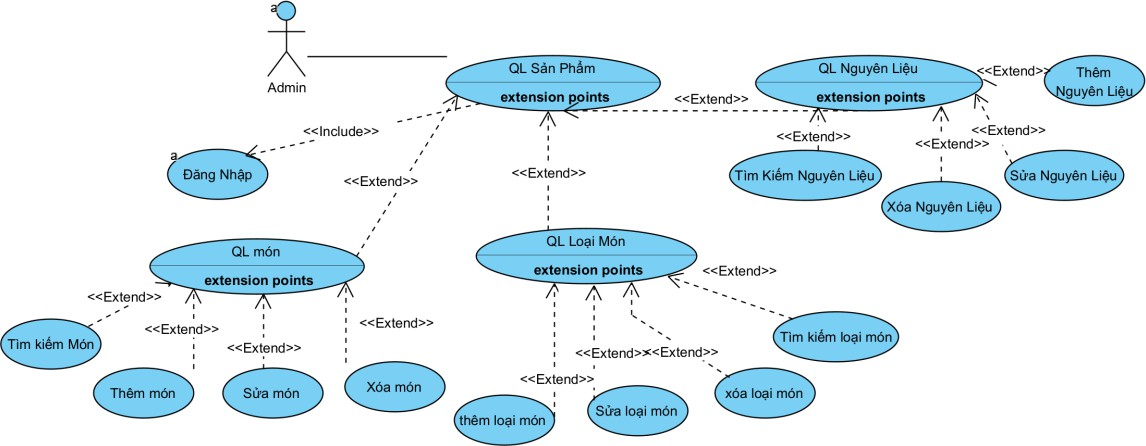 a
Admin
QL Sản Phẩm
extension points
QL Nguyên Liệu
extension points
<<Extend>>
Thêm
Nguyên Liệu
<<Extend>>
<<Include>>
<<Extend>>
<<Extend>>
<<Extend>>
a
Đăng Nhập
<<Extend>>
<<Extend>>
Tìm Kiếm Nguyên Liệu
Xóa Nguyên Liệu
Sửa Nguyên Liệu
QL món
extension points
QL Loại Món
extension points
<<Extend>>
<<Extend>>
<<Extend>>
<<Extend>>
<<Extend>>
Tìm kiếm Món
Thêm món
Sửa món
Xóa món
Tìm kiếm loại món
<<Extend>>
<<Extend>>
<<Extend>>
thêm loại món
Sửa loại món
xóa loại món